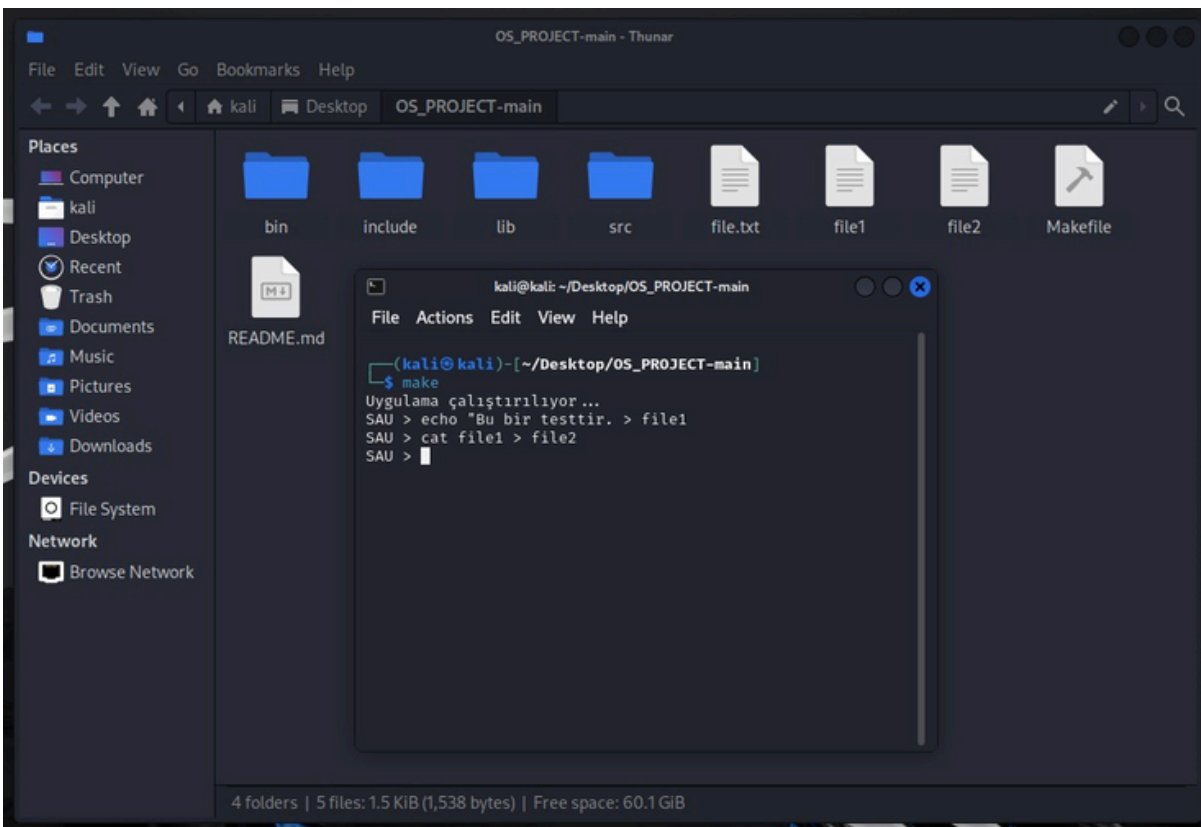 OS_PROJECT-main - Thunar
File Edit View Go Bookmarks Help
kali Desktop OS_PROJECT-main
Places
Computer
kali
Desktop
Recent
Trash
Documents
Music
Pictures
Videos
Downloads
Devices
File System
Network
Browse Network
bin include lib src file.txt file1 file2 Makefile
M
README.md
kali@kali: ~/Desktop/OS_PROJECT-main
File Actions Edit View Help
(kali㉿kali)-[~/Desktop/OS_PROJECT-main]
$ make
Uygulama çalıştırılıyor...
SAU > echo "Bu bir testtir. > file1
SAU > cat file1 > file2
SAU >
4 folders | 5 files: 1.5 KiB (1,538 bytes) | Free space: 60.1 GiB